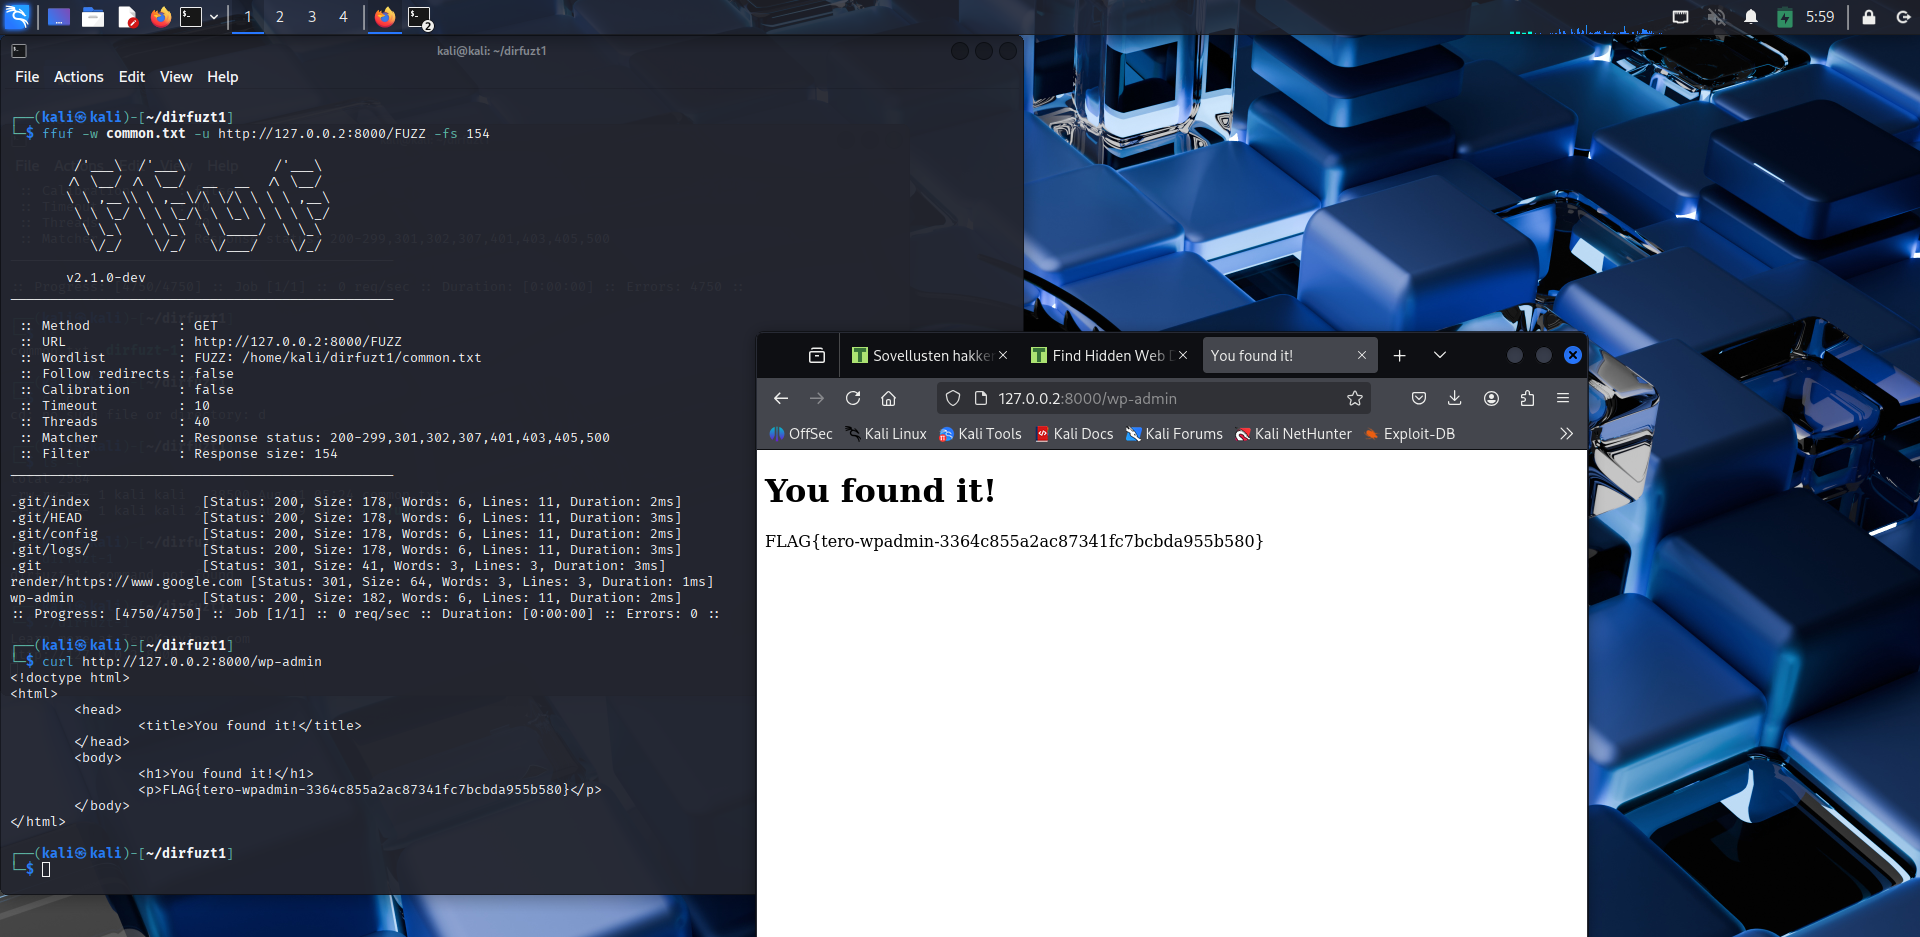 1 2 3 4
2
5:59
kali@kali: ~/dirfuzt1
File Actions Edit View Help
┌──(kali㉿kali)-[~/dirfuzt1]
└─$ ffuf -w common.txt -u http://127.0.0.2:8000/FUZZ -fs 154
v2.1.0-dev
:: Method : GET
:: URL : http://127.0.0.2:8000/FUZZ
:: Wordlist : FUZZ: /home/kali/dirfuzt1/common.txt
:: Follow redirects : false
:: Calibration : false
:: Timeout : 10
:: Threads : 40
:: Matcher : Response status: 200-299,301,302,307,401,403,405,500
:: Filter : Response size: 154
.git/index [Status: 200, Size: 178, Words: 6, Lines: 11, Duration: 2ms]
.git/HEAD [Status: 200, Size: 178, Words: 6, Lines: 11, Duration: 3ms]
.git/config [Status: 200, Size: 178, Words: 6, Lines: 11, Duration: 2ms]
.git/logs/ [Status: 200, Size: 178, Words: 6, Lines: 11, Duration: 3ms]
.git [Status: 301, Size: 41, Words: 3, Lines: 3, Duration: 3ms]
render/https://www.google.com [Status: 301, Size: 64, Words: 3, Lines: 3, Duration: 1ms]
wp-admin [Status: 200, Size: 182, Words: 6, Lines: 11, Duration: 2ms]
:: Progress: [4750/4750] :: Job [1/1] :: 0 req/sec :: Duration: [0:00:00] :: Errors: 0 ::
┌──(kali㉿kali)-[~/dirfuzt1]
└─$ curl http://127.0.0.2:8000/wp-admin
<!doctype html>
<html>
<head>
<title>You found it!</title>
</head>
<body>
<h1>You found it!</h1>
<p>FLAG{tero-wpadmin-3364c855a2ac87341fc7bcbda955b580}</p>
</body>
</html>
┌──(kali㉿kali)-[~/dirfuzt1]
└─$
Sovellusten hakke
Find Hidden Web D
You found it!
127.0.0.2:8000/wp-admin
OffSec Kali Linux Kali Tools Kali Docs Kali Forums Kali NetHunter Exploit-DB
You found it!
FLAG{tero-wpadmin-3364c855a2ac87341fc7bcbda955b580}